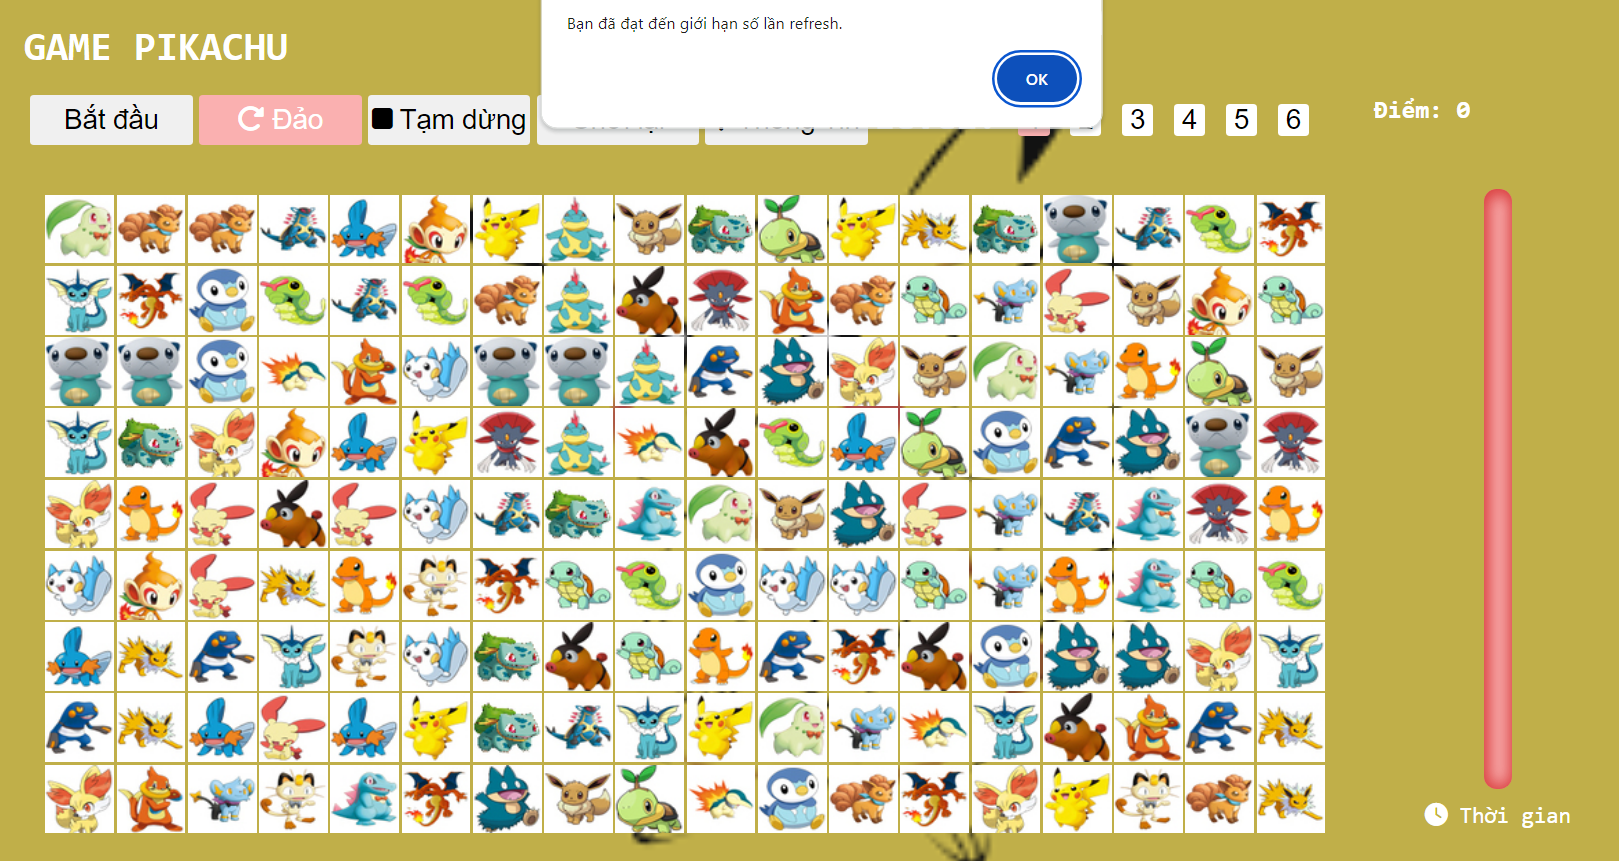 Bạn đã đạt đến giới hạn số lần refresh.
OK
GAME PIKACHU
Bắt đầu
Đảo
Tạm dừng
3
4
5
6
Điểm: 0
Thời gian